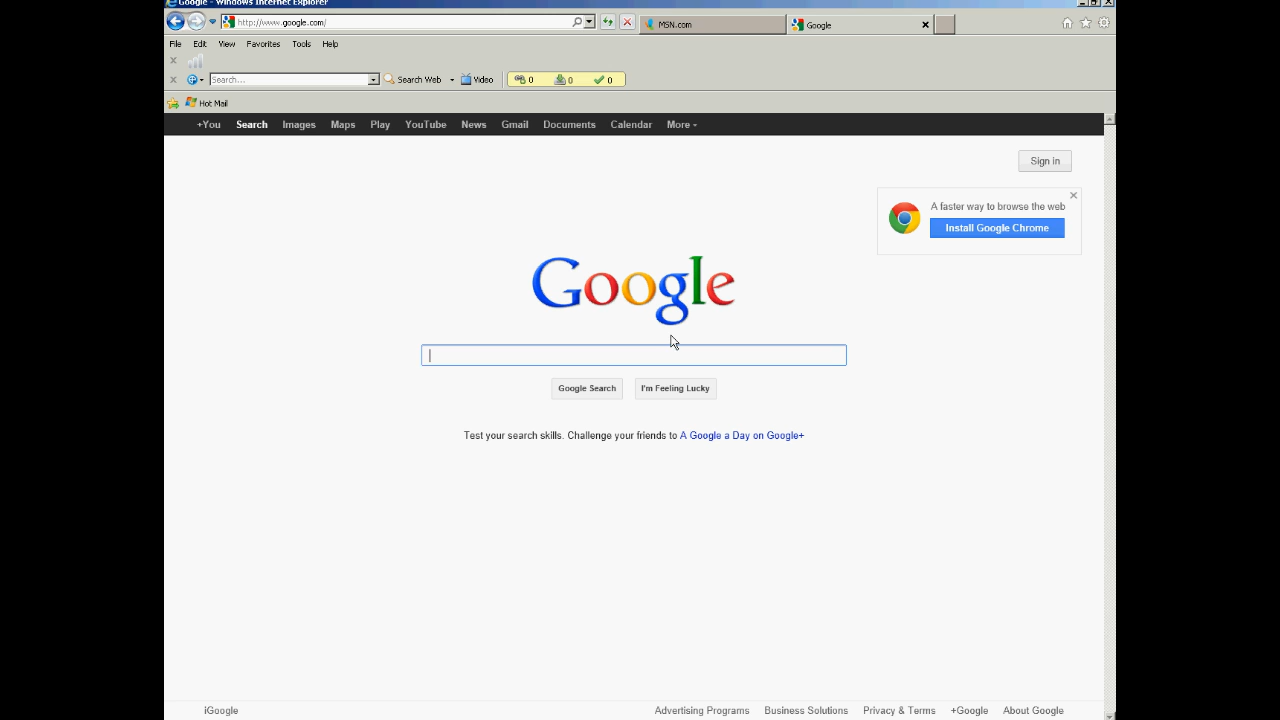 Google - Windows Internet Explorer
http://www.google.com/
MSN.com
Google
File Edit View Favorites Tools Help
Search... Search Web Video 0 0 0
Hot Mail
+You Search Images Maps Play YouTube News Gmail Documents Calendar More
Sign in
A faster way to browse the web
Install Google Chrome
Google
Google Search I'm Feeling Lucky
Test your search skills. Challenge your friends to A Google a Day on Google+
iGoogle Advertising Programs Business Solutions Privacy & Terms +Google About Google